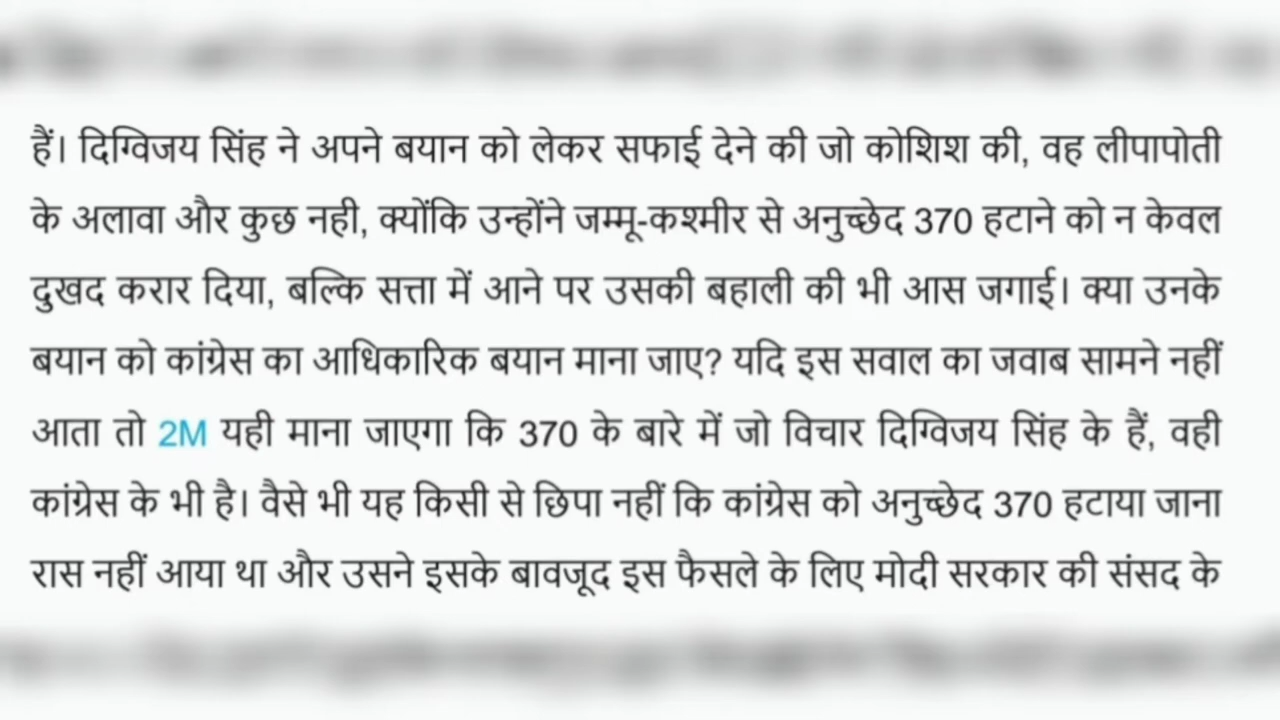 हैं। दिग्विजय सिंह ने अपने बयान को लेकर सफाई देने की जो कोशिश की, वह लीपापोती
के अलावा और कुछ नही, क्योंकि उन्होंने जम्मू-कश्मीर से अनुच्छेद 370 हटाने को न केवल
दुखद करार दिया, बल्कि सत्ता में आने पर उसकी बहाली की भी आस जगाई। क्या उनके
बयान को कांग्रेस का आधिकारिक बयान माना जाए? यदि इस सवाल का जवाब सामने नहीं
आता तो 2M यही माना जाएगा कि 370 के बारे में जो विचार दिग्विजय सिंह के हैं, वही
कांग्रेस के भी है। वैसे भी यह किसी से छिपा नहीं कि कांग्रेस को अनुच्छेद 370 हटाया जाना
रास नहीं आया था और उसने इसके बावजूद इस फैसले के लिए मोदी सरकार की संसद के